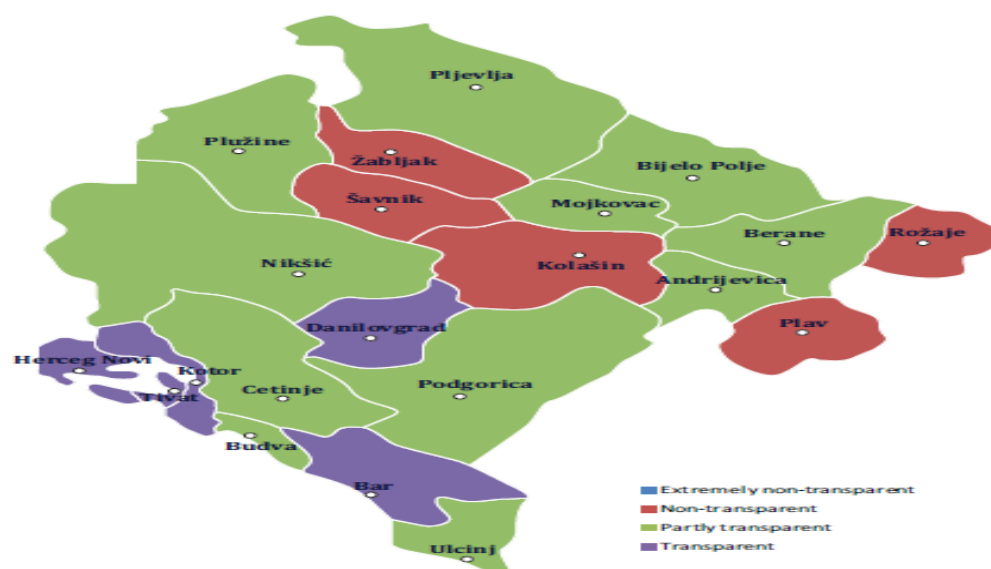 Pljevlja
Plužine
Žabljak
Bijelo Polje
Šavnik
Mojkovac
Berane
Rožaje
Nikšić
Kolašin
Andrijevica
Danilovgrad
Plav
Herceg Novi
Kotor
Tivat
Cetinje
Podgorica
Budva
Bar
Ulcinj
Extremely non-transparent
Non-transparent
Partly transparent
Transparent